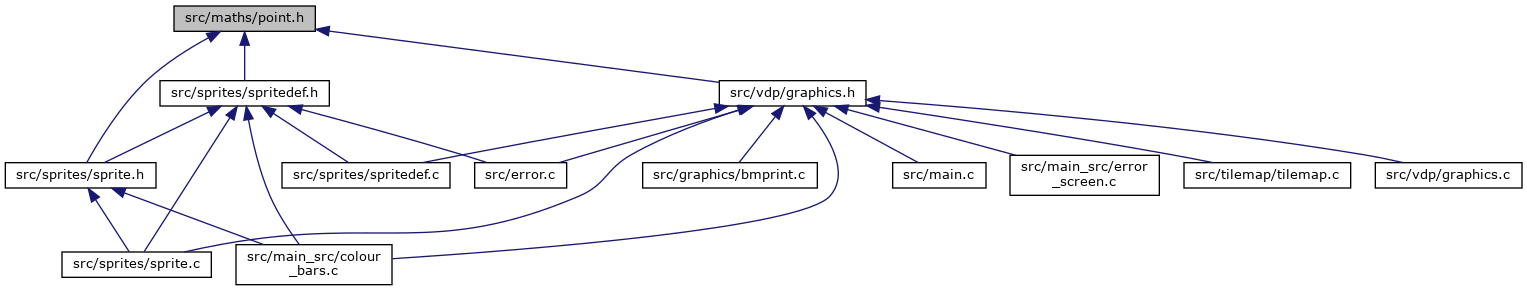 src/maths/point.h
src/sprites/spritedef.h
src/vdp/graphics.h
src/sprites/sprite.h
src/sprites/spritedef.c
src/error.c
src/graphics/bmprint.c
src/main.c
src/main_src/error
_screen.c
src/tilemap/tilemap.c
src/vdp/graphics.c
src/sprites/sprite.c
src/main_src/colour
_bars.c